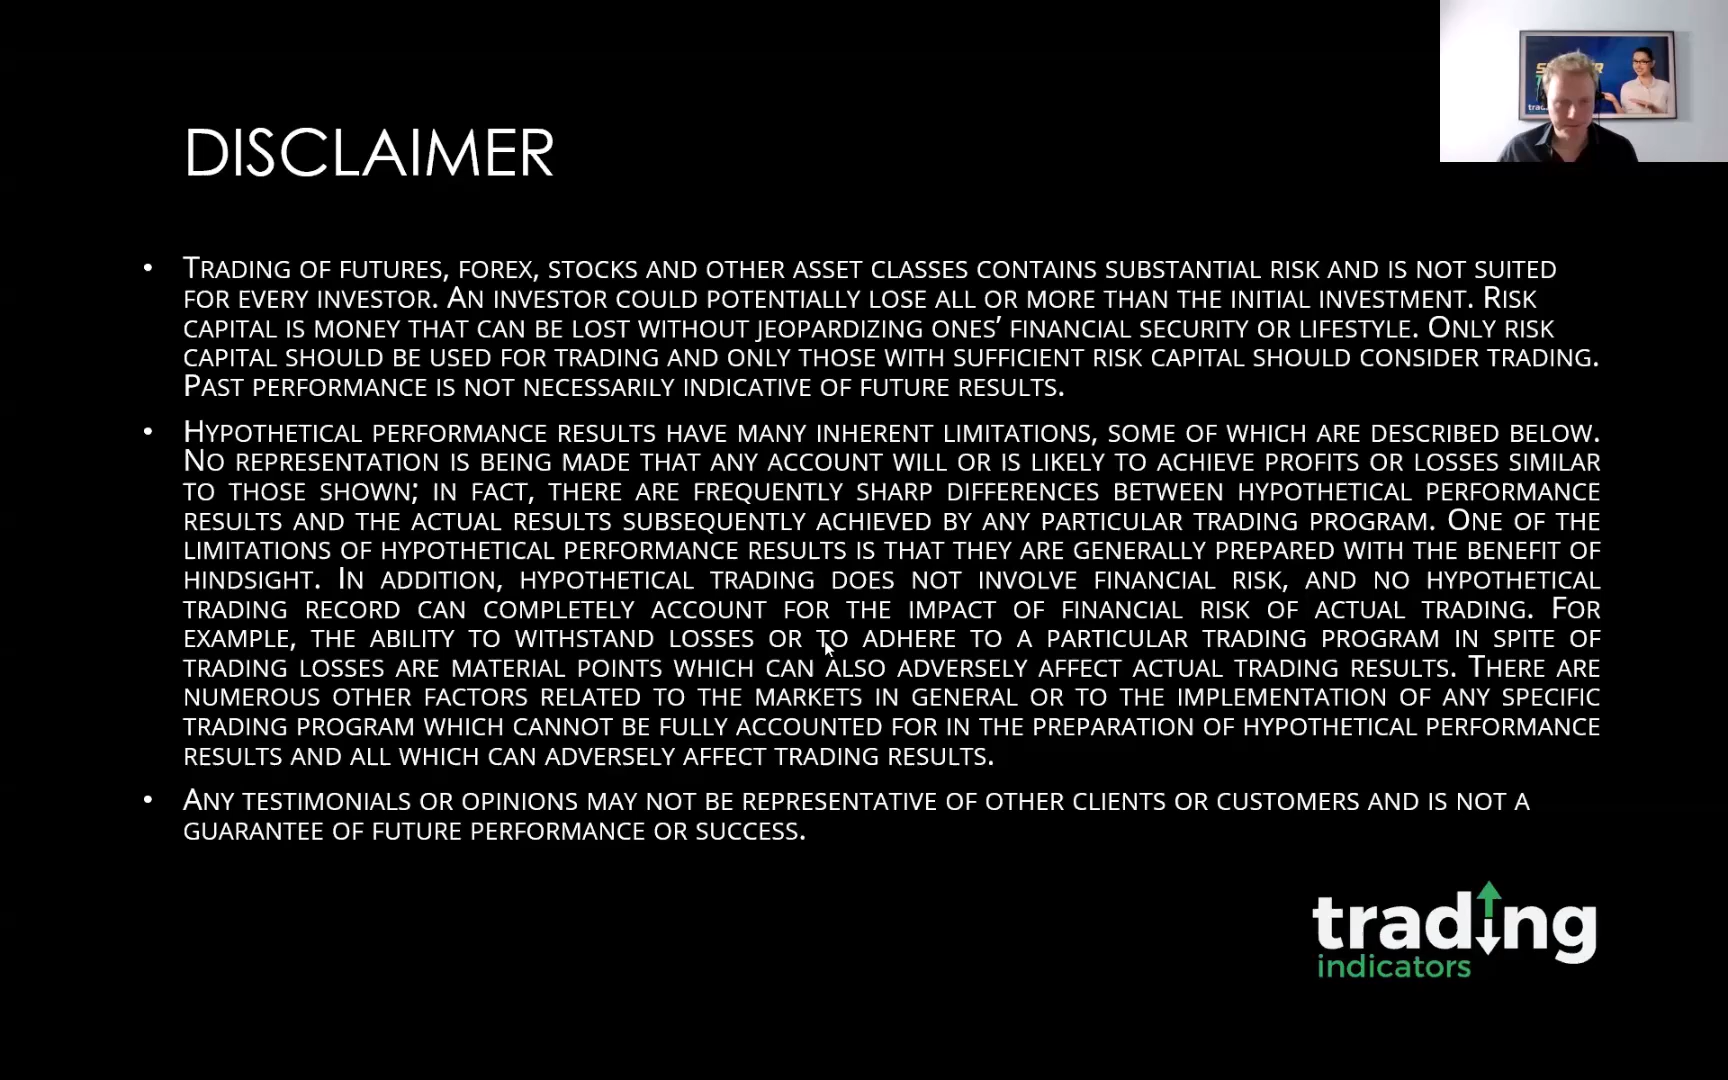 DISCLAIMER
• TRADING OF FUTURES, FOREX, STOCKS AND OTHER ASSET CLASSES CONTAINS SUBSTANTIAL RISK AND IS NOT SUITED
FOR EVERY INVESTOR. AN INVESTOR COULD POTENTIALLY LOSE ALL OR MORE THAN THE INITIAL INVESTMENT. RISK
CAPITAL IS MONEY THAT CAN BE LOST WITHOUT JEOPARDIZING ONES’ FINANCIAL SECURITY OR LIFESTYLE. ONLY RISK
CAPITAL SHOULD BE USED FOR TRADING AND ONLY THOSE WITH SUFFICIENT RISK CAPITAL SHOULD CONSIDER TRADING.
PAST PERFORMANCE IS NOT NECESSARILY INDICATIVE OF FUTURE RESULTS.
• HYPOTHETICAL PERFORMANCE RESULTS HAVE MANY INHERENT LIMITATIONS, SOME OF WHICH ARE DESCRIBED BELOW.
NO REPRESENTATION IS BEING MADE THAT ANY ACCOUNT WILL OR IS LIKELY TO ACHIEVE PROFITS OR LOSSES SIMILAR
TO THOSE SHOWN; IN FACT, THERE ARE FREQUENTLY SHARP DIFFERENCES BETWEEN HYPOTHETICAL PERFORMANCE
RESULTS AND THE ACTUAL RESULTS SUBSEQUENTLY ACHIEVED BY ANY PARTICULAR TRADING PROGRAM. ONE OF THE
LIMITATIONS OF HYPOTHETICAL PERFORMANCE RESULTS IS THAT THEY ARE GENERALLY PREPARED WITH THE BENEFIT OF
HINDSIGHT. IN ADDITION, HYPOTHETICAL TRADING DOES NOT INVOLVE FINANCIAL RISK, AND NO HYPOTHETICAL
TRADING RECORD CAN COMPLETELY ACCOUNT FOR THE IMPACT OF FINANCIAL RISK OF ACTUAL TRADING. FOR
EXAMPLE, THE ABILITY TO WITHSTAND LOSSES OR TO ADHERE TO A PARTICULAR TRADING PROGRAM IN SPITE OF
TRADING LOSSES ARE MATERIAL POINTS WHICH CAN ALSO ADVERSELY AFFECT ACTUAL TRADING RESULTS. THERE ARE
NUMEROUS OTHER FACTORS RELATED TO THE MARKETS IN GENERAL OR TO THE IMPLEMENTATION OF ANY SPECIFIC
TRADING PROGRAM WHICH CANNOT BE FULLY ACCOUNTED FOR IN THE PREPARATION OF HYPOTHETICAL PERFORMANCE
RESULTS AND ALL WHICH CAN ADVERSELY AFFECT TRADING RESULTS.
• ANY TESTIMONIALS OR OPINIONS MAY NOT BE REPRESENTATIVE OF OTHER CLIENTS OR CUSTOMERS AND IS NOT A
GUARANTEE OF FUTURE PERFORMANCE OR SUCCESS.
trading
indicators